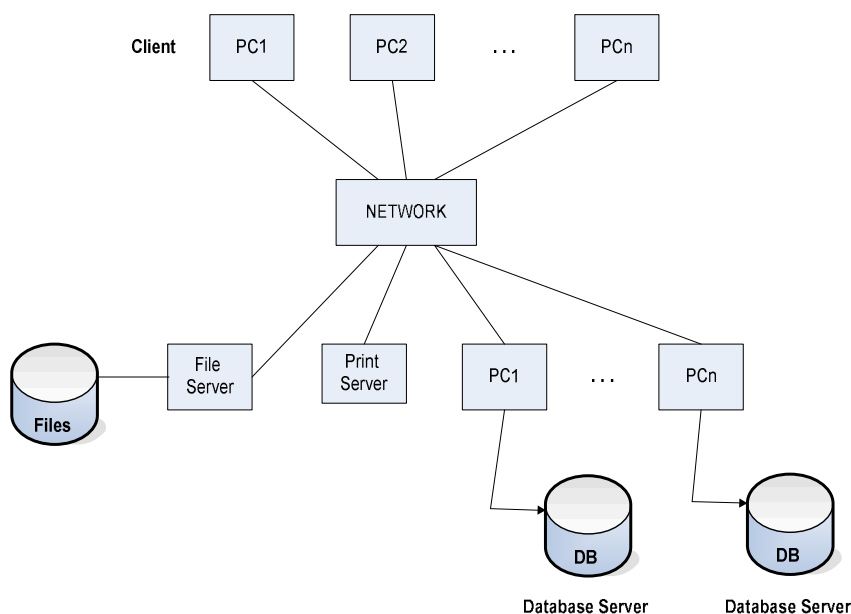 Client
PC1
PC2
. . .
PCn
NETWORK
File
Server
Print
Server
PC1
. . .
PCn
Files
DB
DB
Database Server
Database Server